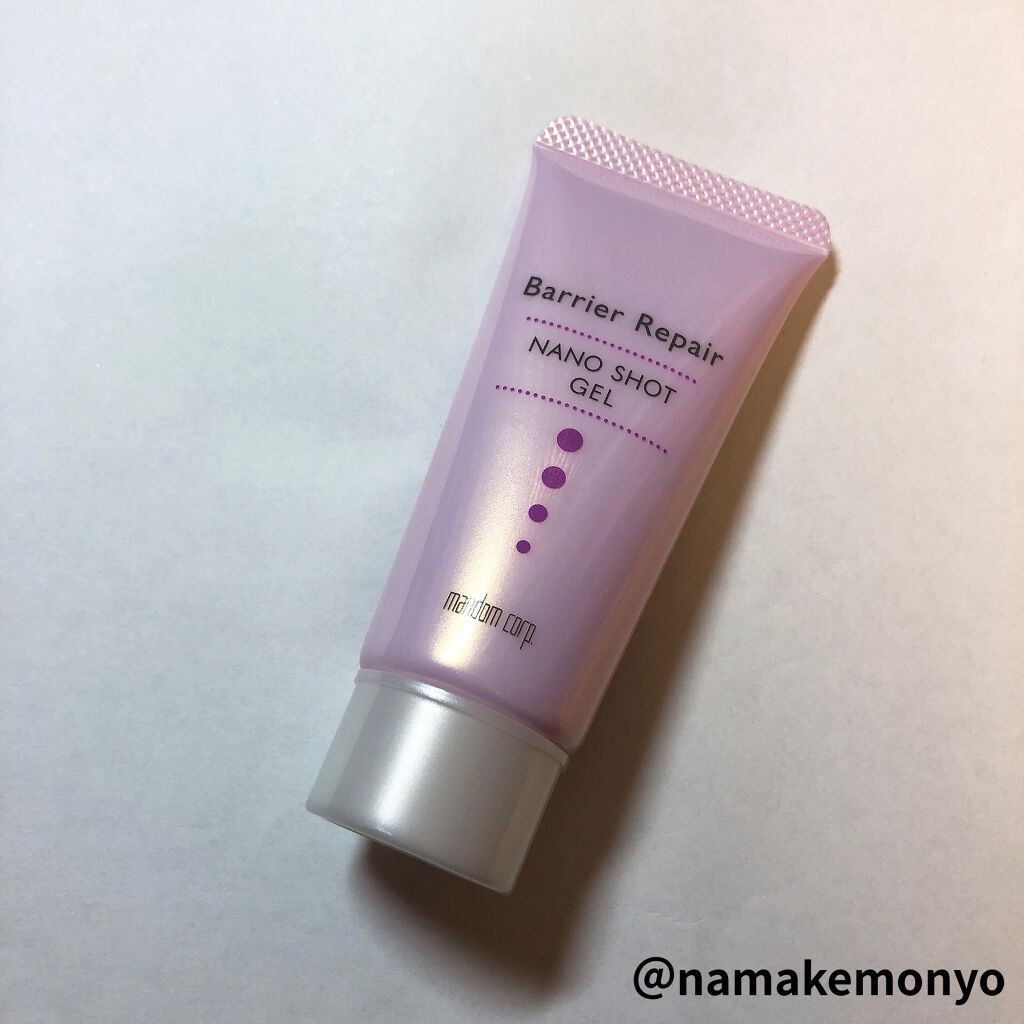 Barrier Repair
NANO SHOT
GEL
mandom corp.
@namakemonyo